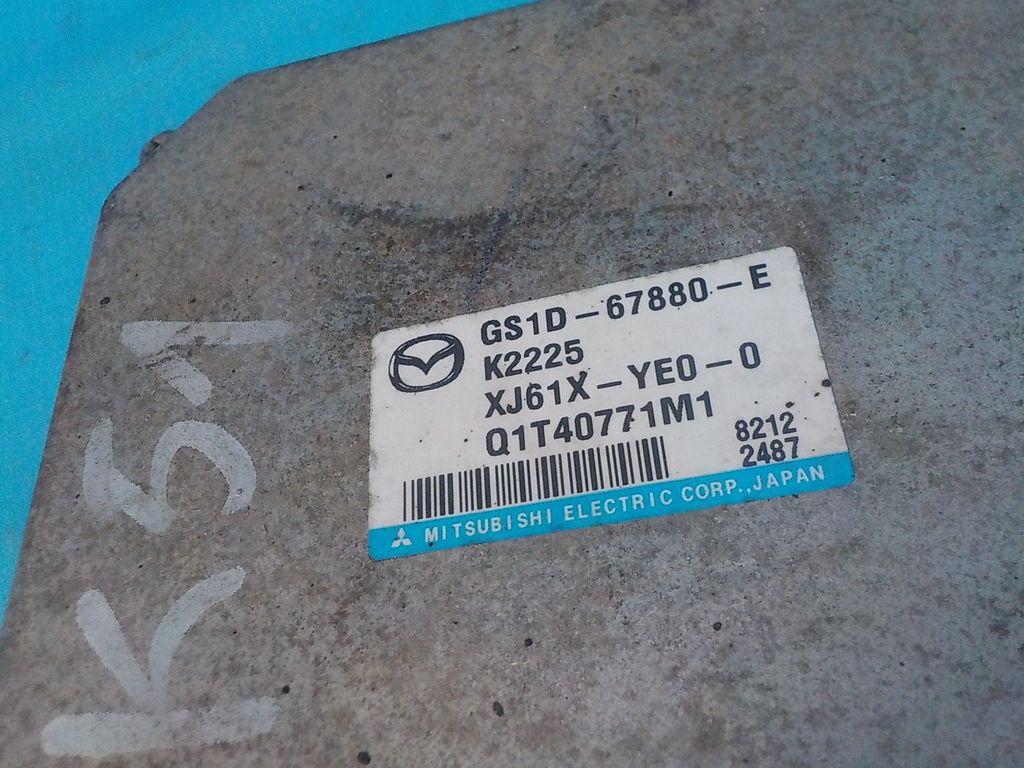 GS1D-67880-E
K2225
XJ61X-YE0-0
Q1T40771M1
8212
2487
MITSUBISHI ELECTRIC CORP.,JAPAN
K51